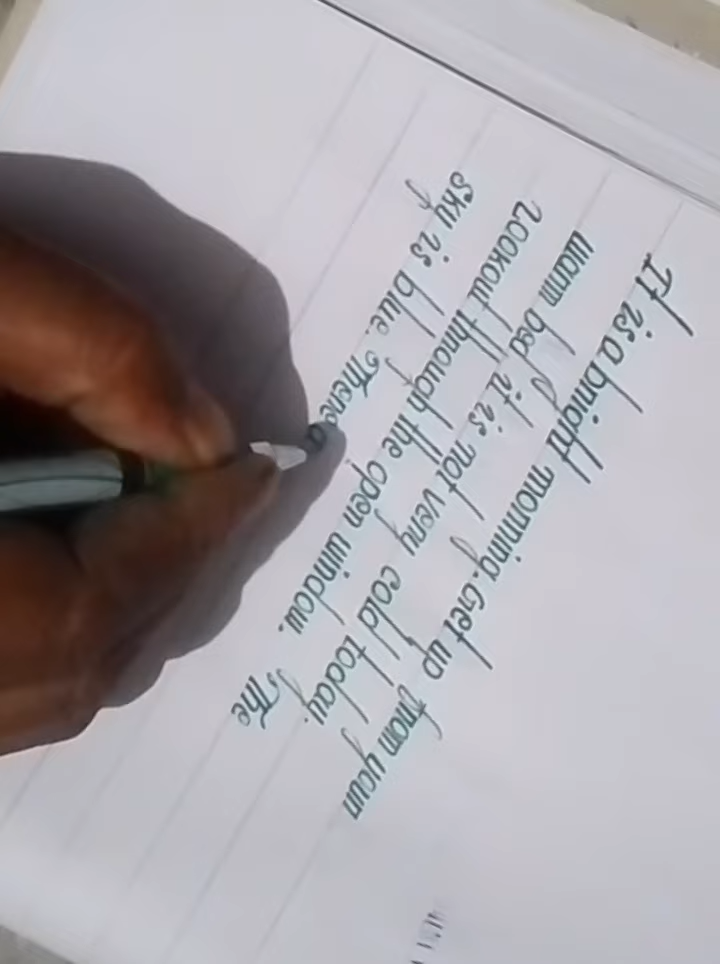 It is a bright morning. Get up from your
warm bed it is not very cold today.
Look out through the open window. The
sky is blue. There a